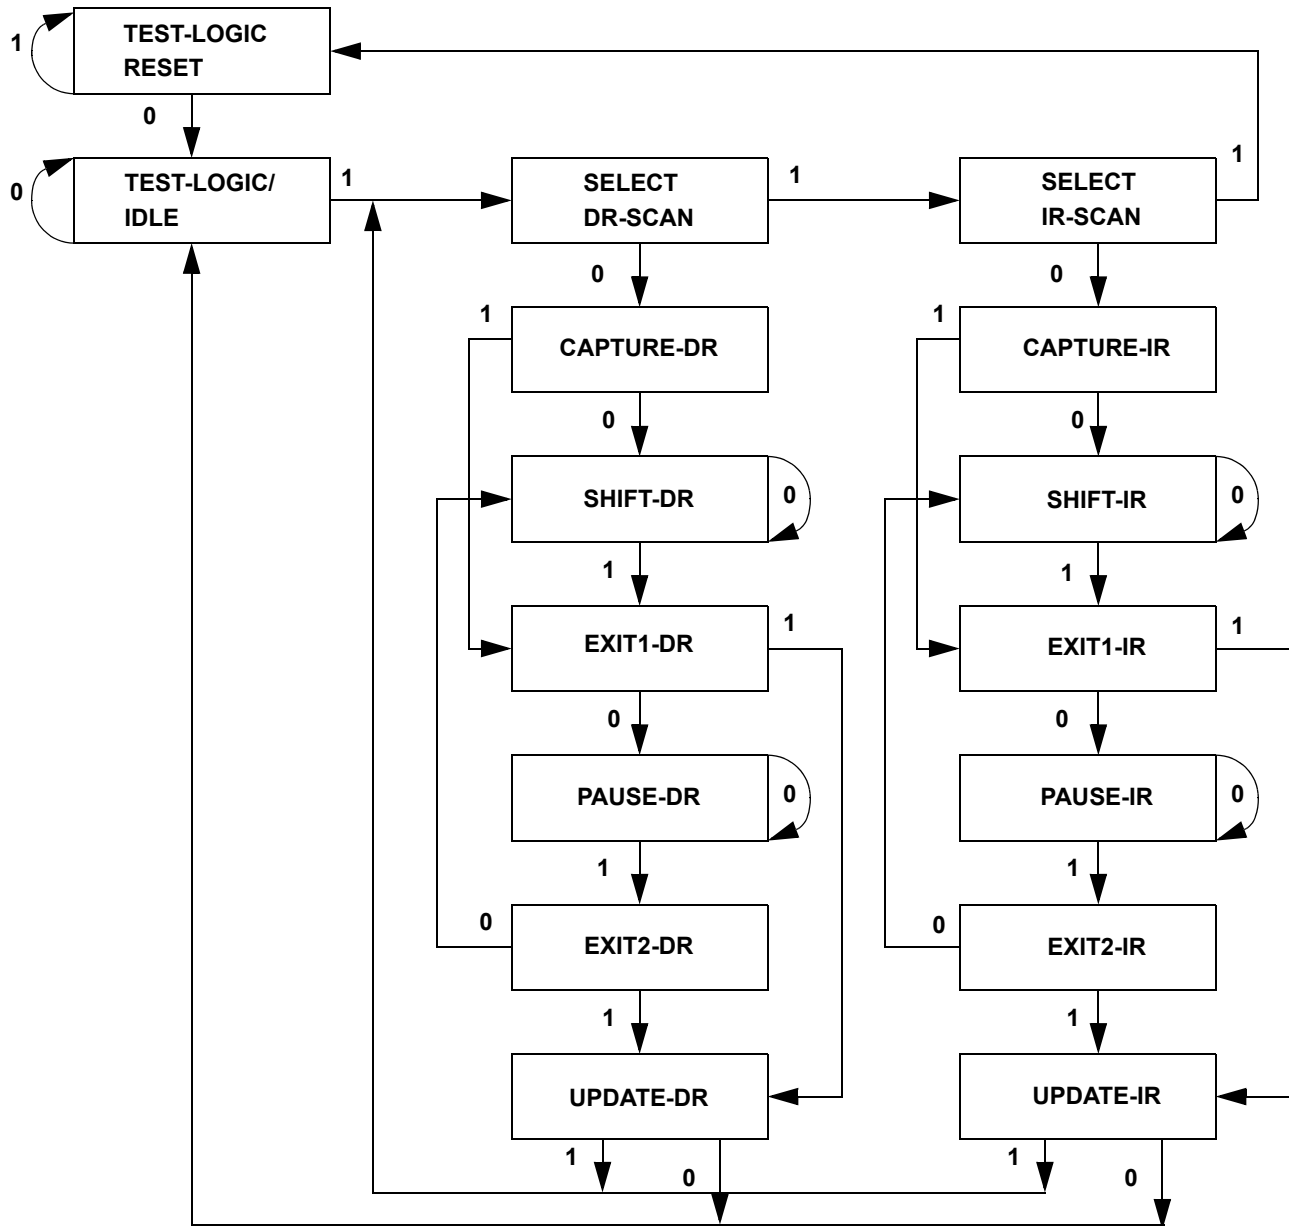 1
TEST-LOGIC
RESET
0
0
TEST-LOGIC/
IDLE
1
SELECT
DR-SCAN
1
SELECT
IR-SCAN
1
0
0
1
CAPTURE-DR
1
CAPTURE-IR
0
0
SHIFT-DR
0
SHIFT-IR
0
1
1
EXIT1-DR
1
EXIT1-IR
1
0
0
PAUSE-DR
0
PAUSE-IR
0
1
1
0
EXIT2-DR
0
EXIT2-IR
1
1
UPDATE-DR
UPDATE-IR
1
0
1
0